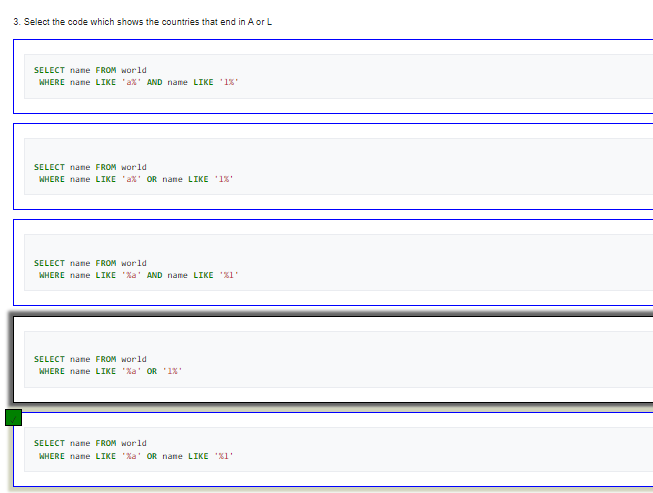 3. Select the code which shows the countries that end in A or L
SELECT name FROM world
WHERE name LIKE 'a%' AND name LIKE 'l%'
SELECT name FROM world
WHERE name LIKE 'a%' OR name LIKE 'l%'
SELECT name FROM world
WHERE name LIKE '%a' AND name LIKE '%l'
SELECT name FROM world
WHERE name LIKE '%a' OR 'l%'
SELECT name FROM world
WHERE name LIKE '%a' OR name LIKE '%l'